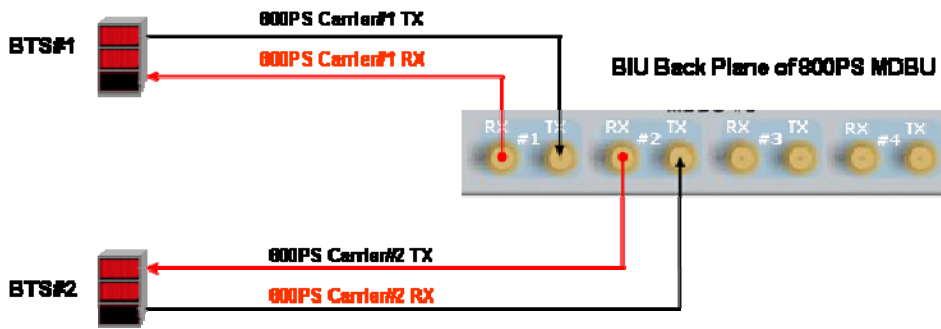 800PS Carrier#1 TX
BTS#1
800PS Carrier#1 RX
BIU Back Plane of 800PS MDBU
RX #1 TX
RX #2 TX
RX #3 TX
RX #4 TX
800PS Carrier#2 TX
BTS#2
800PS Carrier#2 RX